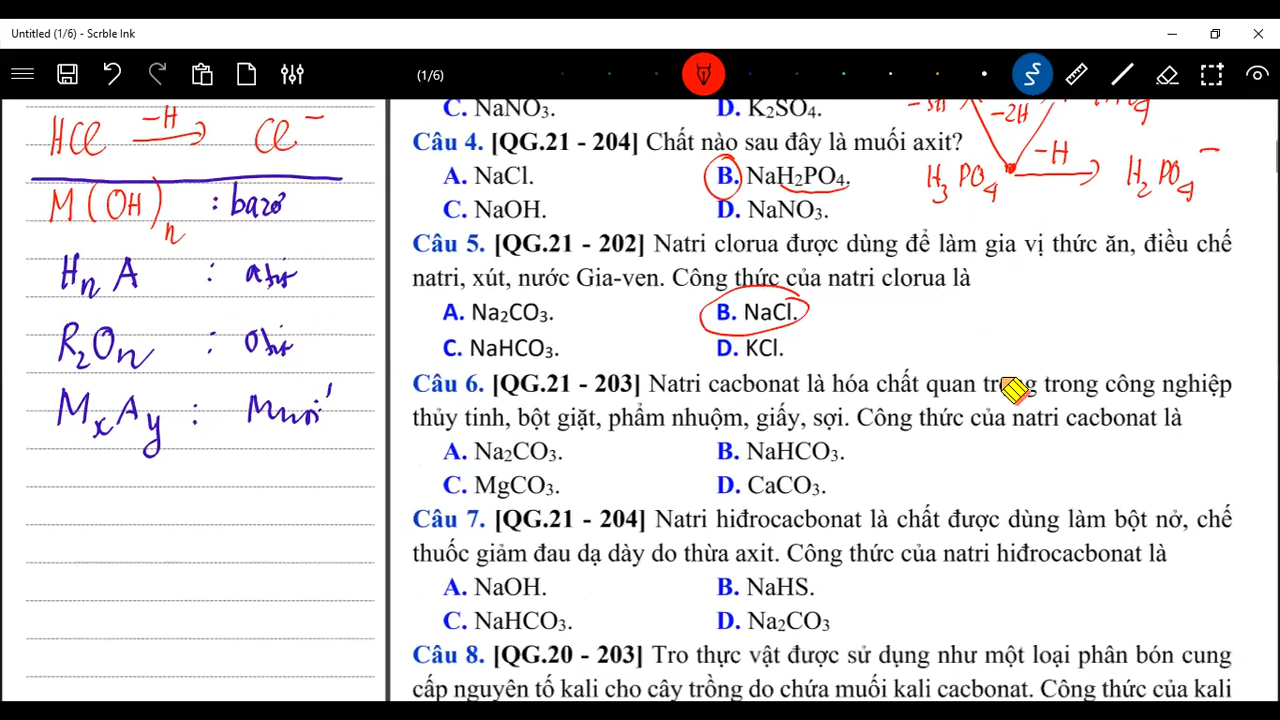 Untitled (1/6) - Scrble Ink
(1/6)
HCl —H→ Cl⁻
M(OH)n : bazơ
HnA : axit
R2On : oxit
MxAy : Muối
C. NaNO₃. D. K₂SO₄.
Câu 4. [QG.21 - 204] Chất nào sau đây là muối axit?
A. NaCl. B. NaH₂PO₄.
C. NaOH. D. NaNO₃.
-3H -2H -H
H₃PO₄ → H₂PO₄⁻
Câu 5. [QG.21 - 202] Natri clorua được dùng để làm gia vị thức ăn, điều chế
natri, xút, nước Gia-ven. Công thức của natri clorua là
A. Na₂CO₃. B. NaCl.
C. NaHCO₃. D. KCl.
Câu 6. [QG.21 - 203] Natri cacbonat là hóa chất quan trọng trong công nghiệp
thủy tinh, bột giặt, phẩm nhuộm, giấy, sợi. Công thức của natri cacbonat là
A. Na₂CO₃. B. NaHCO₃.
C. MgCO₃. D. CaCO₃.
Câu 7. [QG.21 - 204] Natri hiđrocacbonat là chất được dùng làm bột nở, chế
thuốc giảm đau dạ dày do thừa axit. Công thức của natri hiđrocacbonat là
A. NaOH. B. NaHS.
C. NaHCO₃. D. Na₂CO₃
Câu 8. [QG.20 - 203] Tro thực vật được sử dụng như một loại phân bón cung
cấp nguyên tố kali cho cây trồng do chứa muối kali cacbonat. Công thức của kali